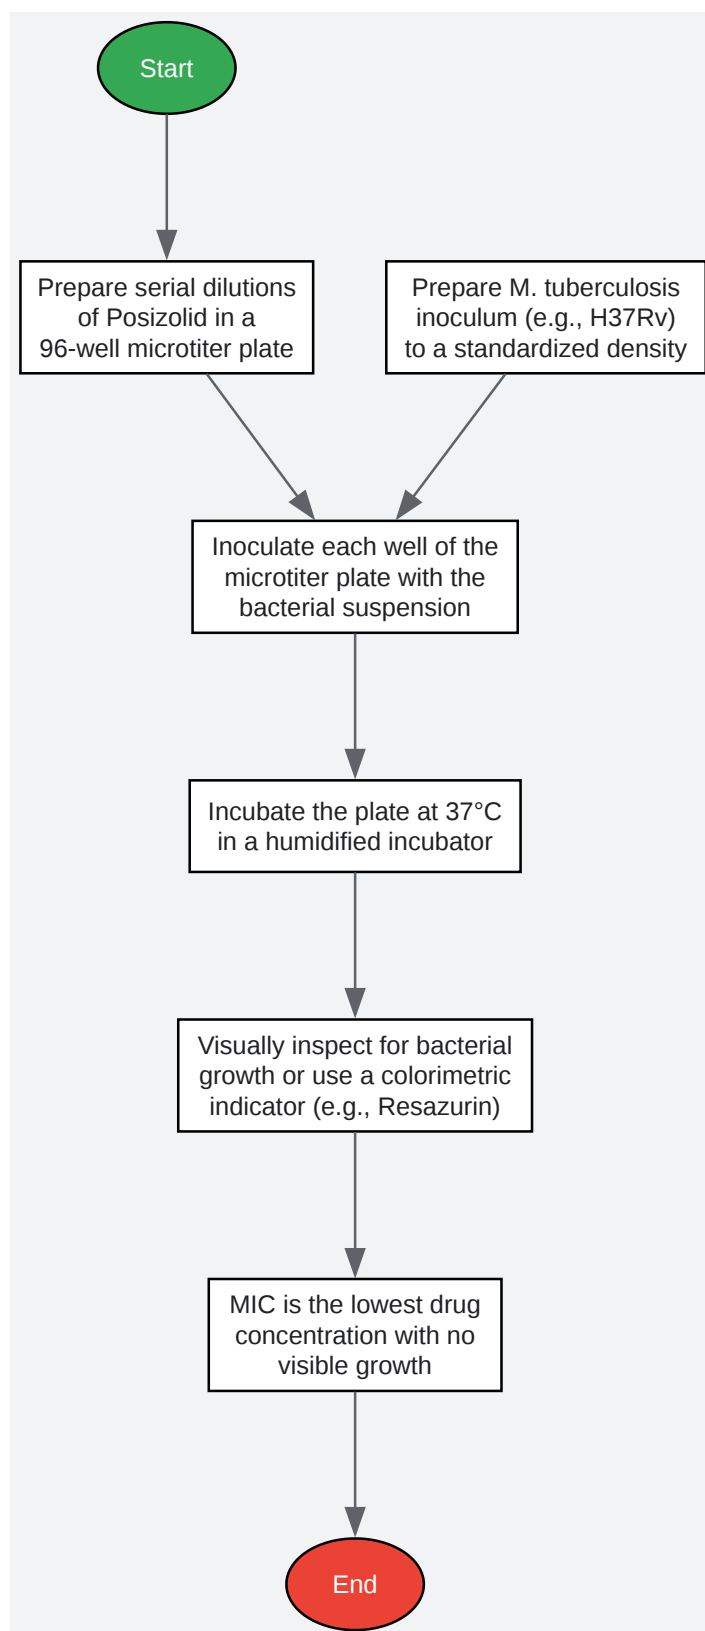 Start
Prepare serial dilutions
of Posizolid in a
96-well microtiter plate
Prepare M. tuberculosis
inoculum (e.g., H37Rv)
to a standardized density
Inoculate each well of the
microtiter plate with the
bacterial suspension
Incubate the plate at 37°C
in a humidified incubator
Visually inspect for bacterial
growth or use a colorimetric
indicator (e.g., Resazurin)
MIC is the lowest drug
concentration with no
visible growth
End